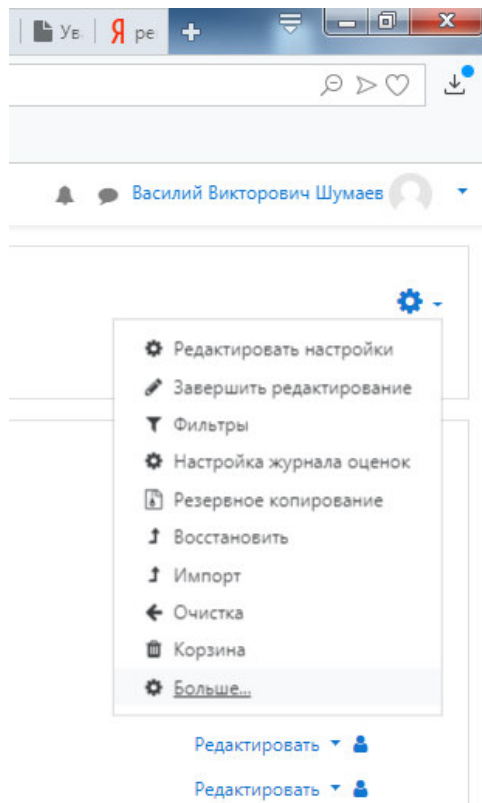 Ув. Я ре
Василий Викторович Шумаев
Редактировать настройки
Завершить редактирование
Фильтры
Настройка журнала оценок
Резервное копирование
Восстановить
Импорт
Очистка
Корзина
Больше...
Редактировать
Редактировать